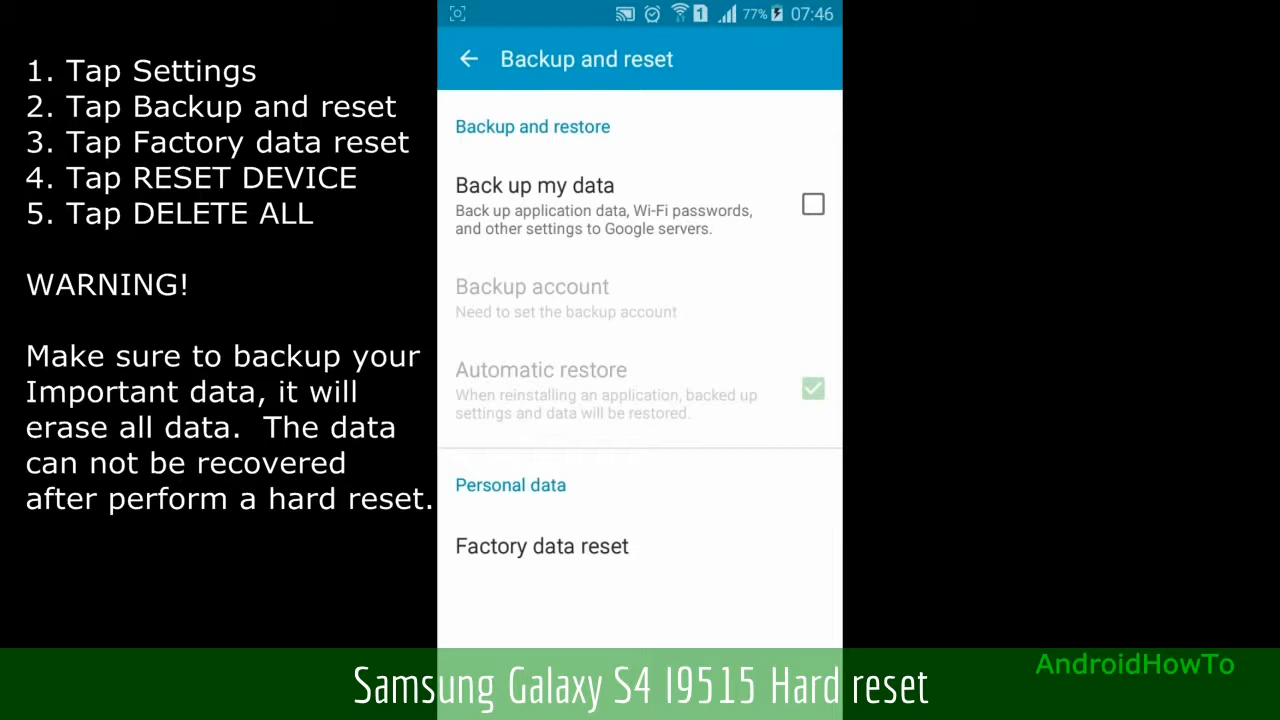 1. Tap Settings
2. Tap Backup and reset
3. Tap Factory data reset
4. Tap RESET DEVICE
5. Tap DELETE ALL
WARNING!
Make sure to backup your
Important data, it will
erase all data.  The data
can not be recovered
after perform a hard reset.
1 77% 07:46
Backup and reset
Backup and restore
Back up my data
Back up application data, Wi-Fi passwords,
and other settings to Google servers.
Backup account
Need to set the backup account
Automatic restore
When reinstalling an application, backed up
settings and data will be restored.
Personal data
Factory data reset
AndroidHowTo
Samsung Galaxy S4 I9515 Hard reset